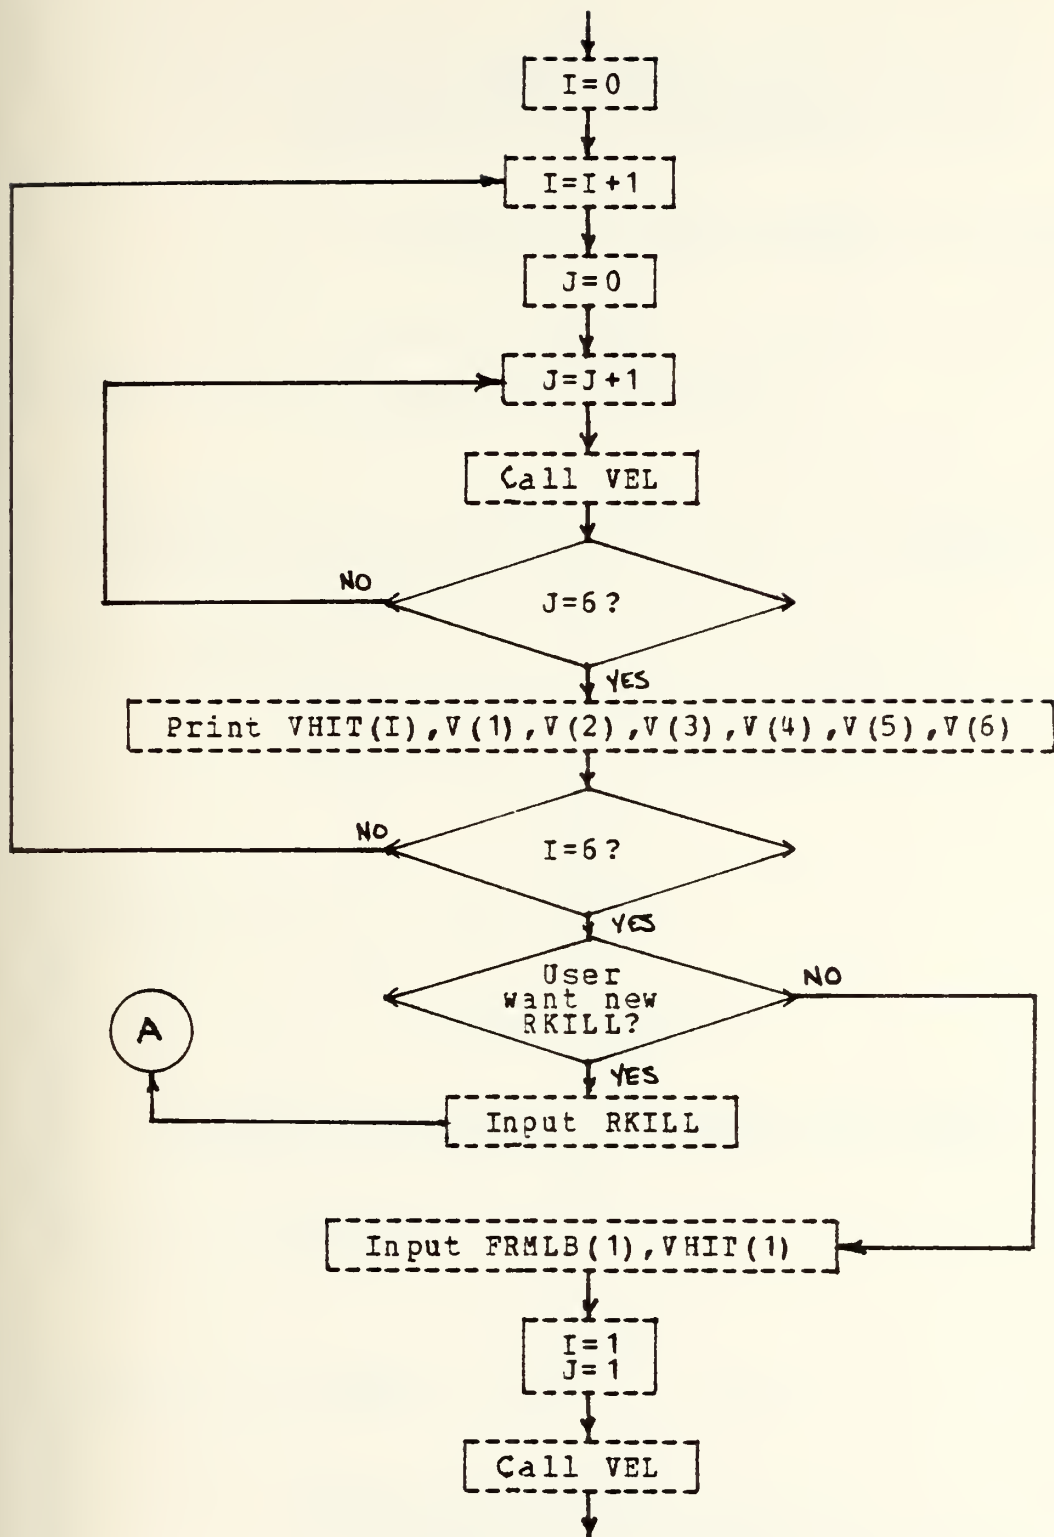 I=0
I=I+1
J=0
J=J+1
Call VEL
NO
J=6?
YES
Print VHIT(I),V(1),V(2),V(3),V(4),V(5),V(6)
NO
I=6?
YES
User
want new
RKILL?
NO
A
YES
Input RKILL
Input FRMLB(1),VHIT(1)
I=1
J=1
Call VEL